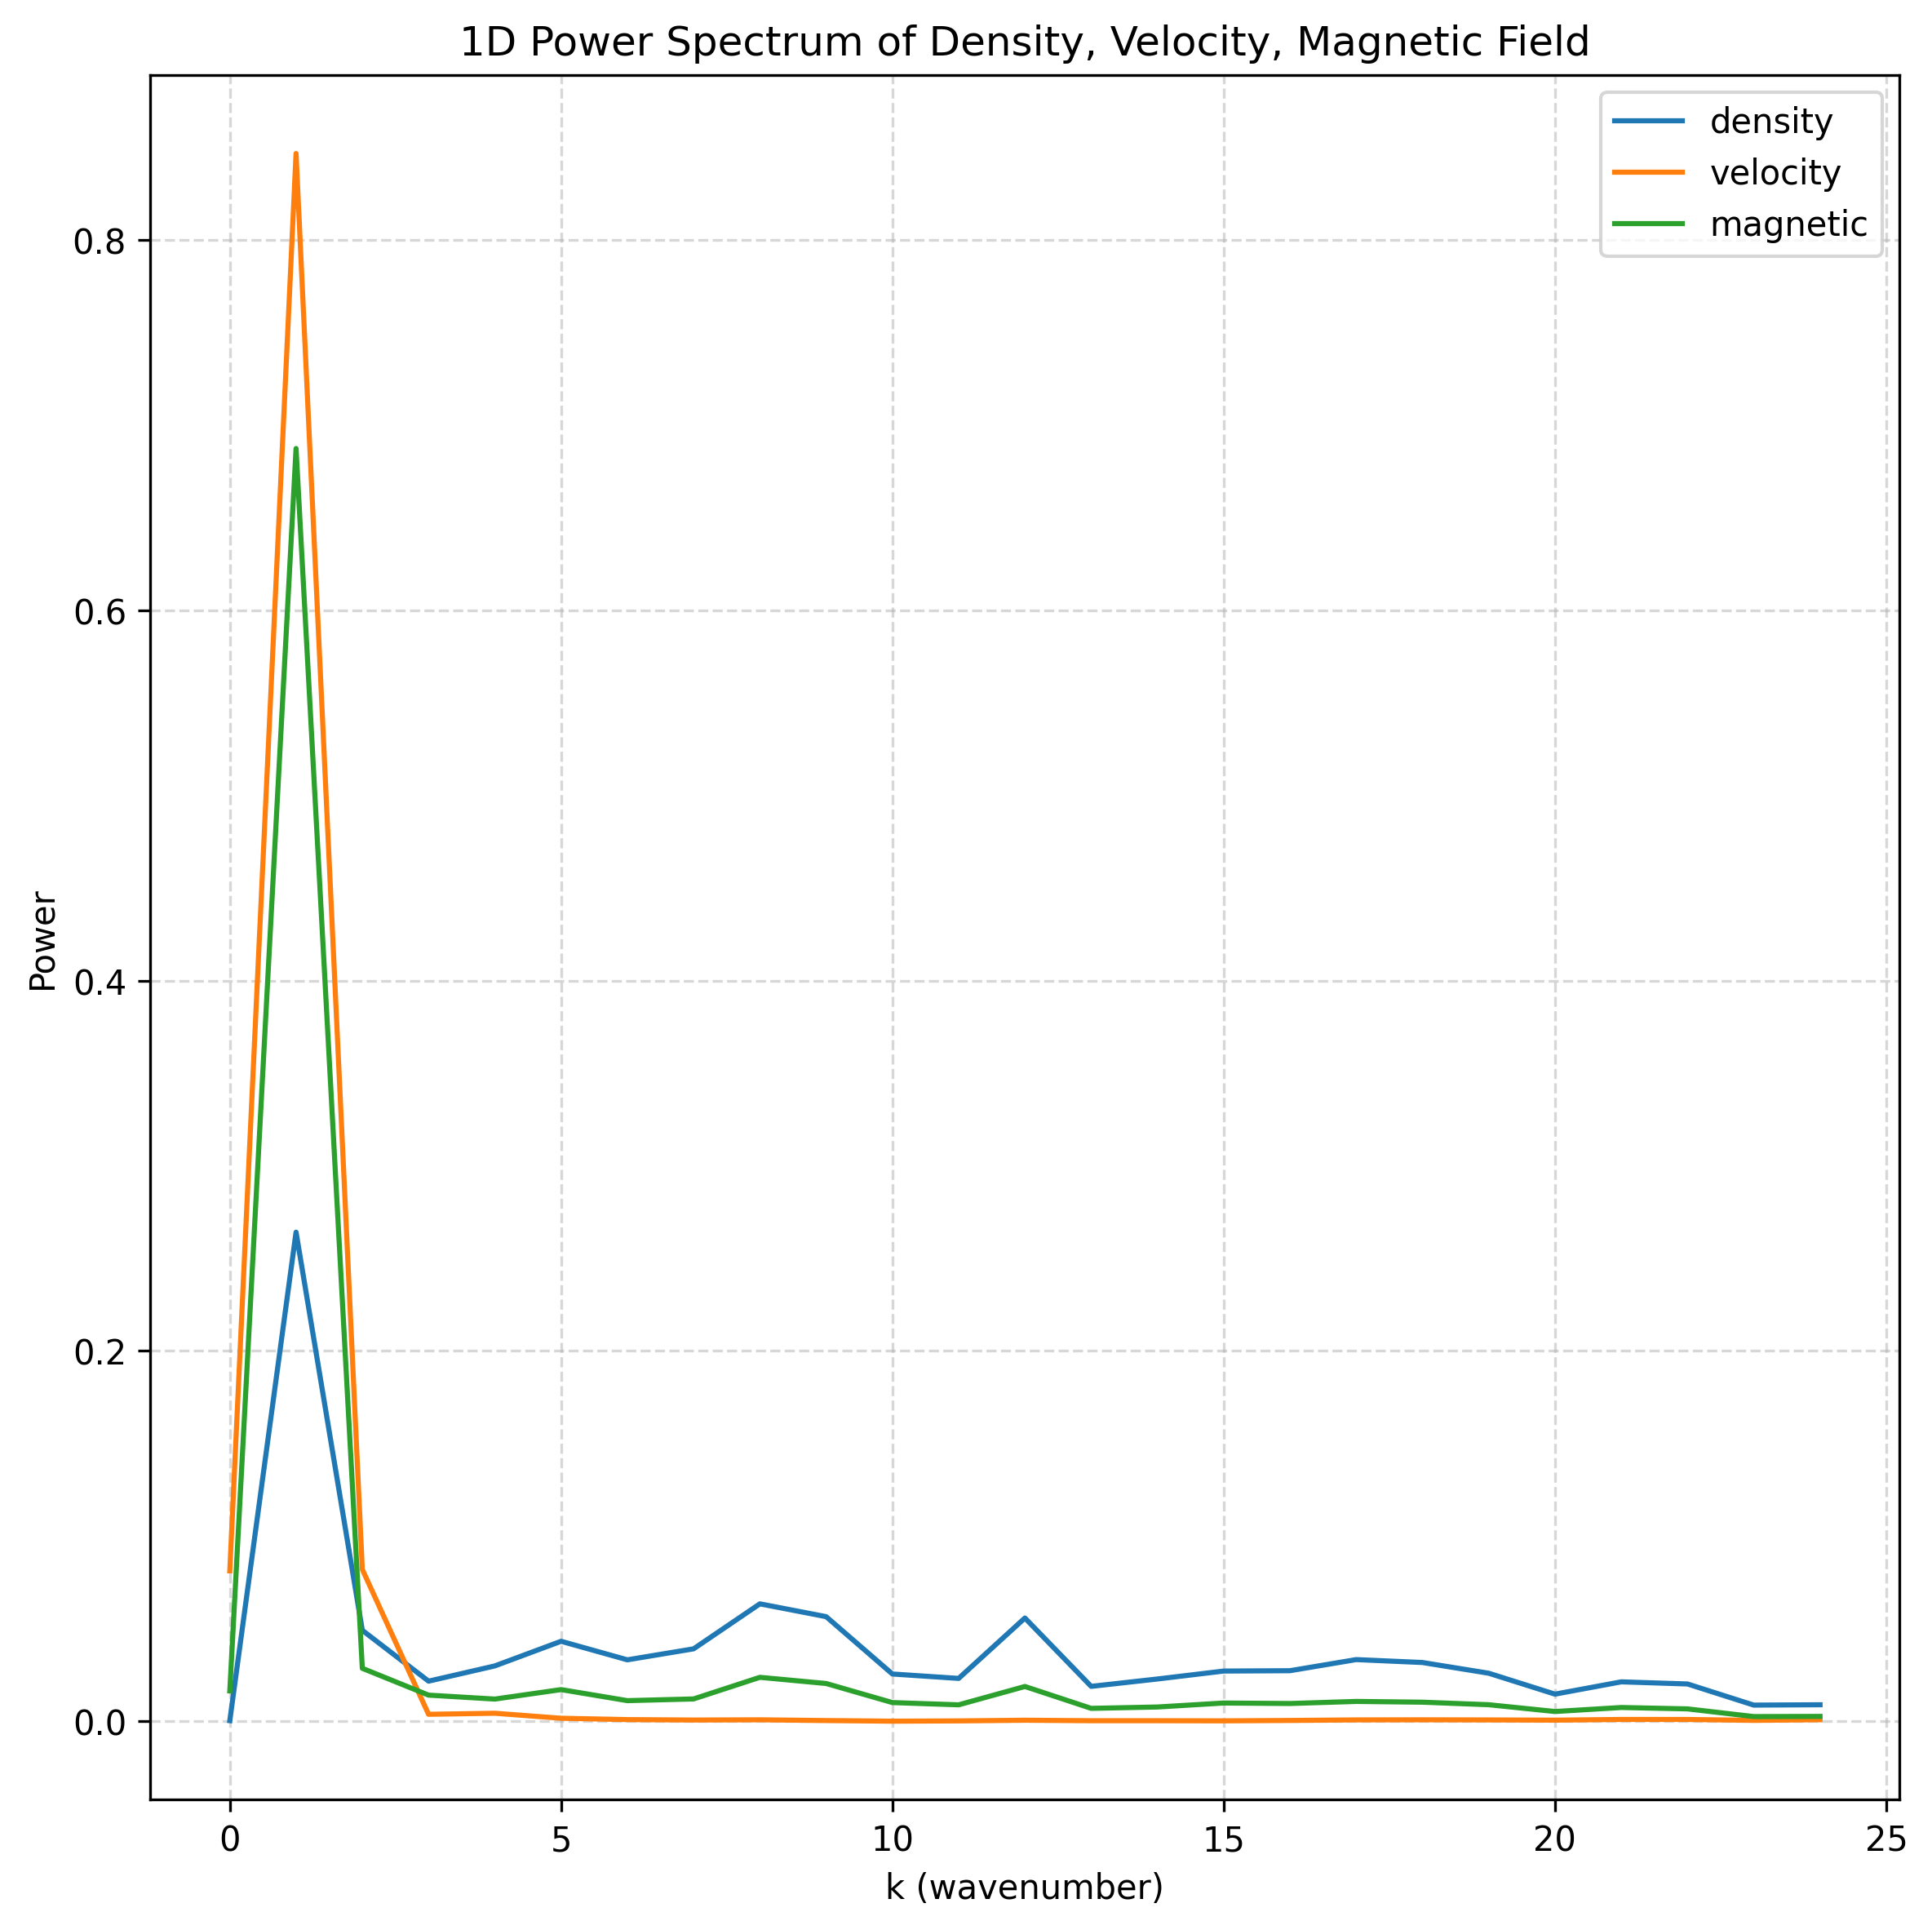 1D Power Spectrum of Density, Velocity, Magnetic Field
density
velocity
magnetic
0.8
0.6
0.4
0.2
0.0
Power
0 5 10 15 20 25
k (wavenumber)